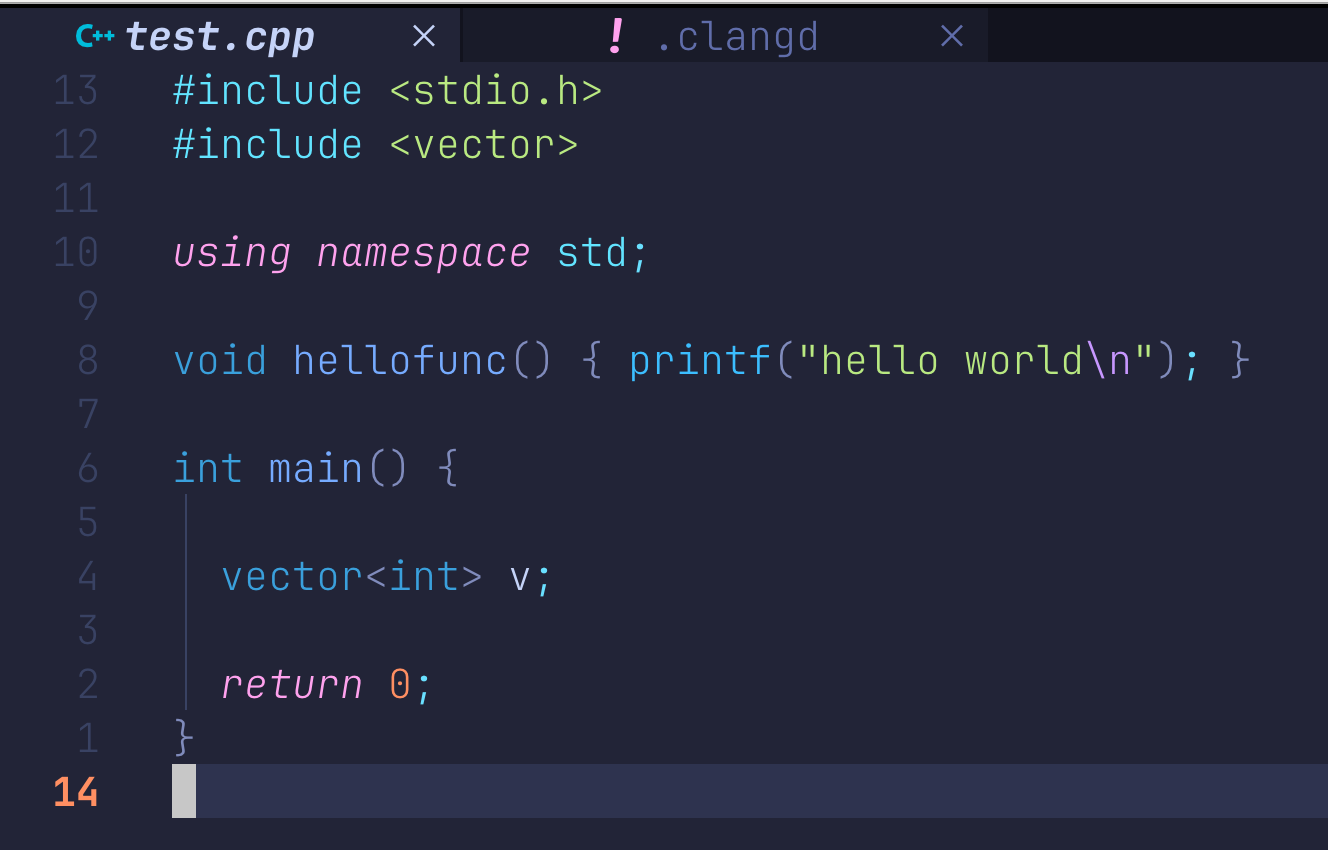 C++ test.cpp × ! .clangd ×
13 #include <stdio.h>
12 #include <vector>
11
10 using namespace std;
9
8 void hellofunc() { printf("hello world\n"); }
7
6 int main() {
5
4   vector<int> v;
3
2   return 0;
1 }
14